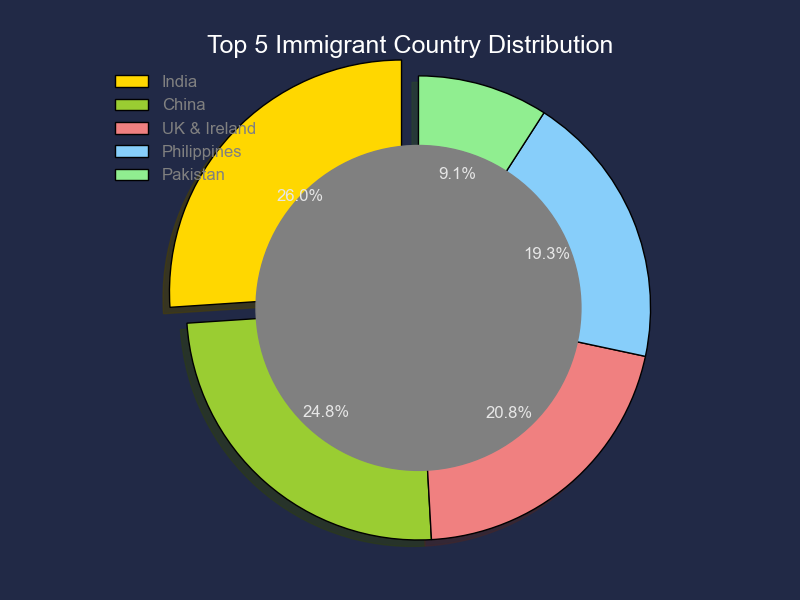 Top 5 Immigrant Country Distribution
India
China
UK & Ireland
Philippines
Pakistan
9.1%
26.0%
19.3%
24.8%
20.8%